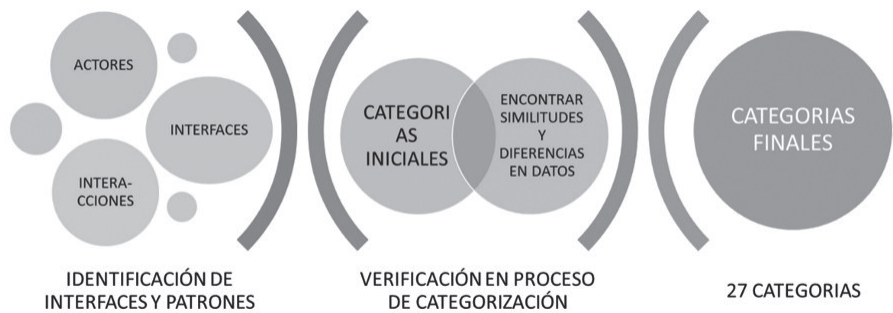 ACTORES
INTERFACES
INTERA-
CCIONES
IDENTIFICACIÓN DE
INTERFACES Y PATRONES
CATEGORI
AS
INICIALES
ENCONTRAR
SIMILITUDES
Y
DIFERENCIAS
EN DATOS
VERIFICACIÓN EN PROCESO
DE CATEGORIZACIÓN
CATEGORIAS
FINALES
27 CATEGORIAS